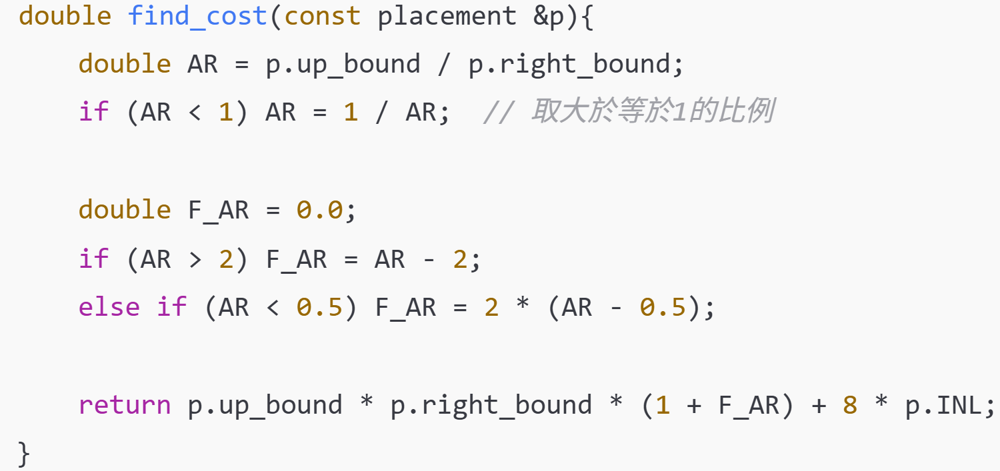 double find_cost(const placement &p){
double AR = p.up_bound / p.right_bound;
if (AR < 1) AR = 1 / AR;  // 取大於等於1的比例
double F_AR = 0.0;
if (AR > 2) F_AR = AR - 2;
else if (AR < 0.5) F_AR = 2 * (AR - 0.5);
return p.up_bound * p.right_bound * (1 + F_AR) + 8 * p.INL;
}